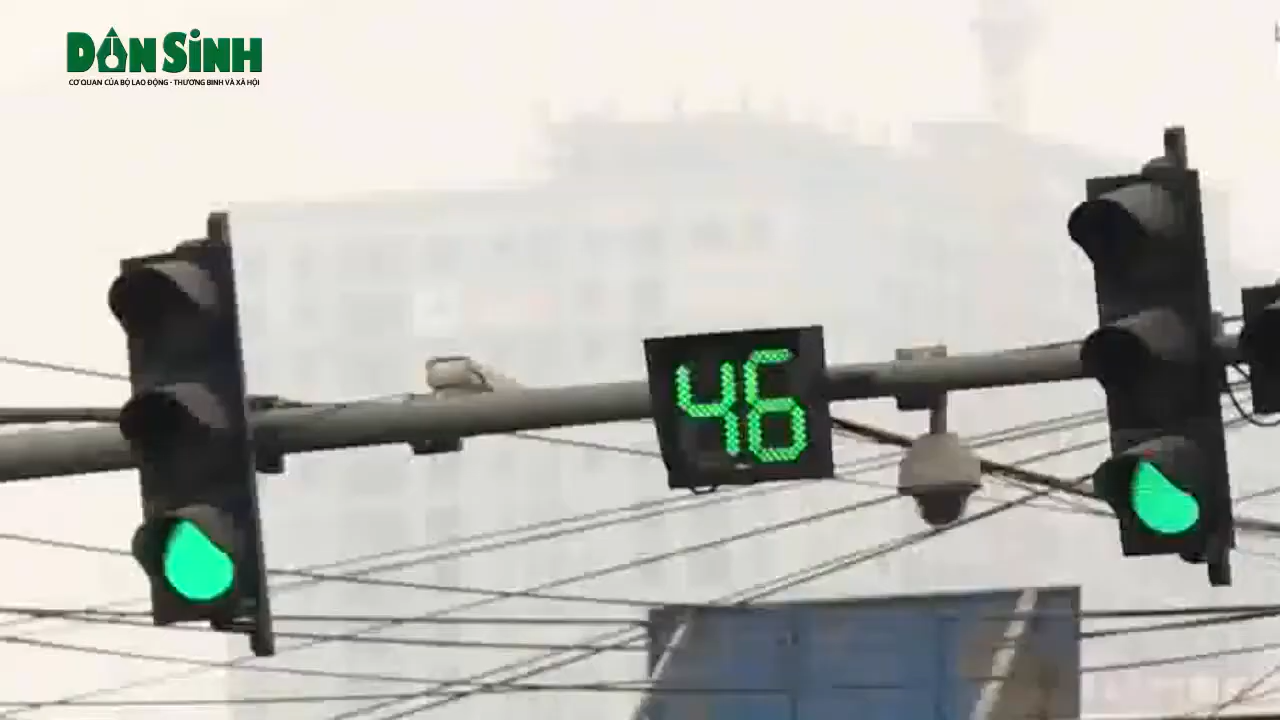 DÂN SINH
CƠ QUAN CỦA BỘ LAO ĐỘNG - THƯƠNG BINH VÀ XÃ HỘI
46